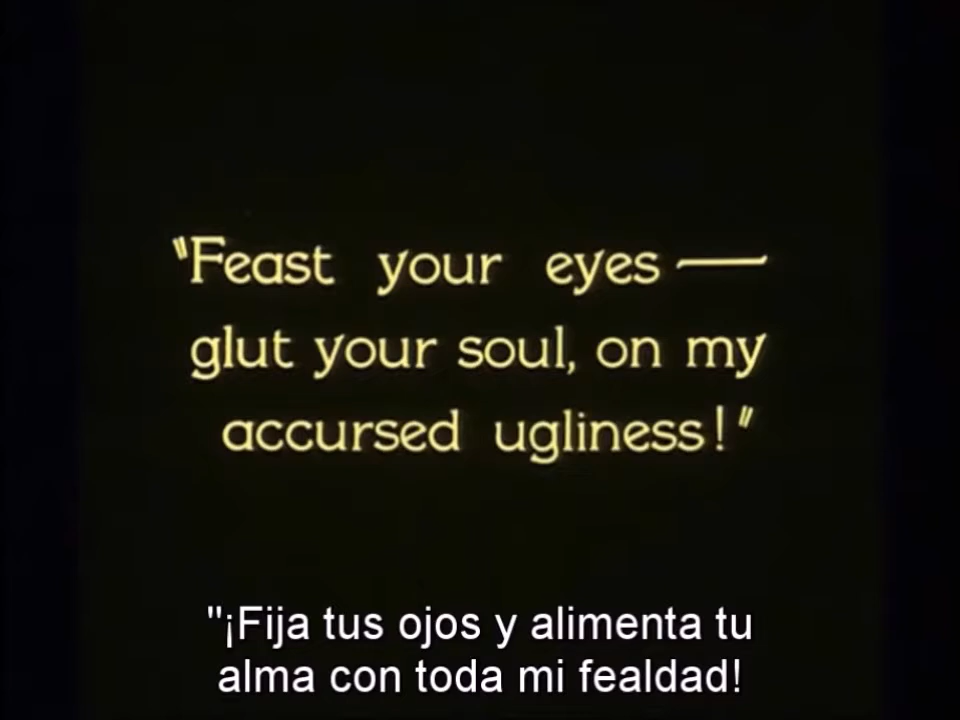 "Feast your eyes—
glut your soul, on my
accursed ugliness!"
"¡Fija tus ojos y alimenta tu
alma con toda mi fealdad!